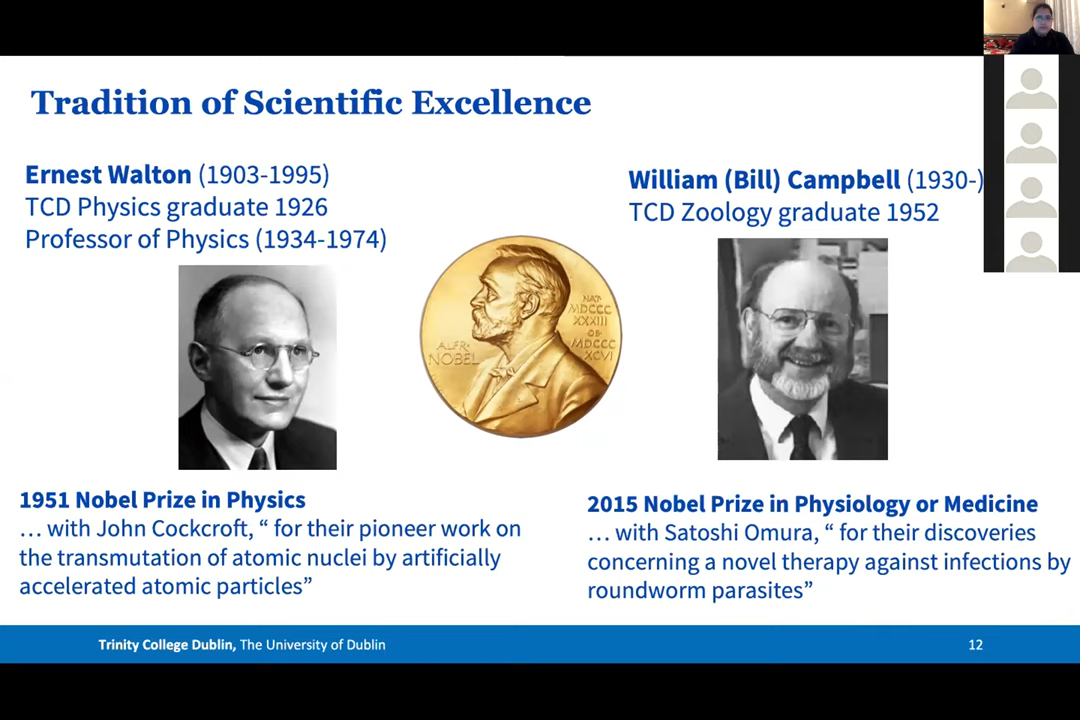 Tradition of Scientific Excellence
Ernest Walton (1903-1995)
TCD Physics graduate 1926
Professor of Physics (1934-1974)
William (Bill) Campbell (1930-)
TCD Zoology graduate 1952
ALFR·
NOBEL
NAT·
MDCCC
XXXIII
OB·
MDCCC
XCVI
1951 Nobel Prize in Physics
… with John Cockcroft, “ for their pioneer work on
the transmutation of atomic nuclei by artificially
accelerated atomic particles”
2015 Nobel Prize in Physiology or Medicine
… with Satoshi Omura, “ for their discoveries
concerning a novel therapy against infections by
roundworm parasites”
Trinity College Dublin, The University of Dublin
12